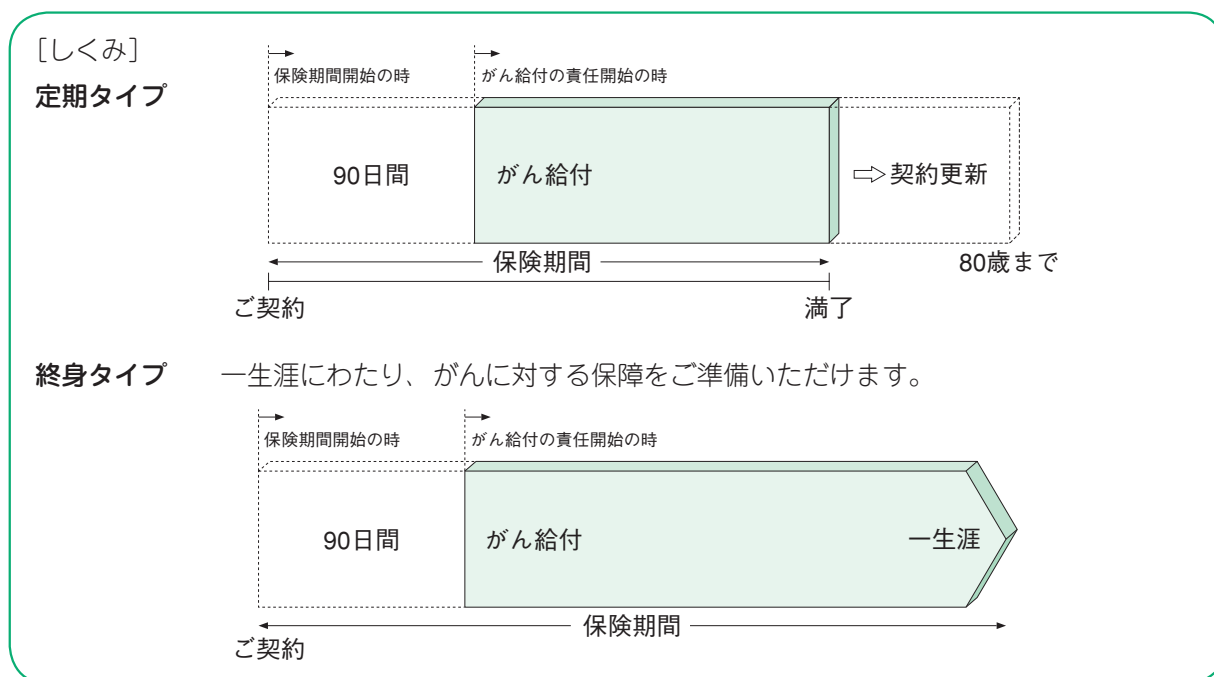 [しくみ]
定期タイプ
保険期間開始の時
がん給付の責任開始の時
90日間
がん給付
⇨契約更新
保険期間
80歳まで
ご契約
満了
終身タイプ 一生涯にわたり、がんに対する保障をご準備いただけます。
保険期間開始の時
がん給付の責任開始の時
90日間
がん給付
一生涯
保険期間
ご契約